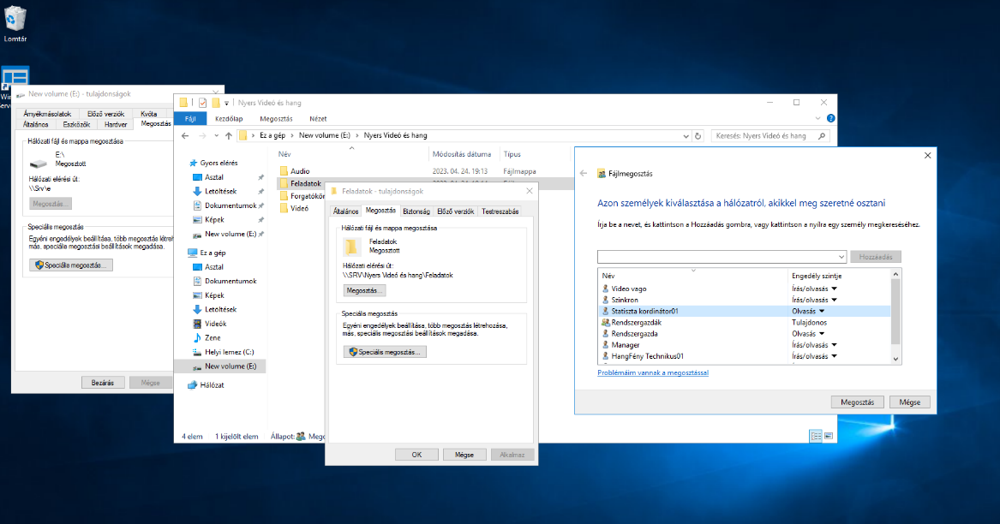 Lomtár
New volume (E:) - tulajdonságok
Árnyékmásolatok
Előző verziók
Kvóta
Általános
Eszközök
Hardver
Megosztás
Hálózati fájl és mappa megosztása
E:\
Megosztott
Hálózati elérési út:
\\Srv\e
Megosztás...
Speciális megosztás
Egyéni engedélyek beállítása, több megosztás
más, speciális megosztási beállítások megadása.
Speciális megosztás...
Bezárás
Mégse
Nyers Videó és hang
Fájl
Kezdőlap
Megosztás
Nézet
Ez a gép
New volume (E:)
Nyers Videó és hang
Keresés: Nyers Videó és hang
Gyors elérés
Asztal
Letöltések
Dokumentumok
Képek
New volume (E:)
Ez a gép
Asztal
Dokumentumok
Képek
Letöltések
Videók
Zene
Helyi lemez (C:)
New volume (E:)
Hálózat
Név
Módosítás dátuma
Típus
Audio
2023. 04. 24. 19:13
Fájlmappa
Feladatok
Videó
4 elem
1 kijelölt elem
Állapot:
Feladatok - tulajdonságok
Általános
Megosztás
Biztonság
Előző verziók
Testreszabás
Hálózati fájl és mappa megosztása
Feladatok
Megosztott
Hálózati elérési út:
\\SRV\Nyers Videó és hang\Feladatok
Megosztás...
Speciális megosztás
Egyéni engedélyek beállítása, több megosztás létrehozása,
más, speciális megosztási beállítások megadása.
Speciális megosztás...
OK
Mégse
Alkalmaz
Fájlmegosztás
Azon személyek kiválasztása a hálózatról, akikkel meg szeretné osztani
Írja be a nevet, és kattintson a Hozzáadás gombra, vagy kattintson a nyílra egy személy megkereséséhez.
Hozzáadás
Név
Engedély szintje
Video vago
Írás/olvasás
Szinkron
Írás/olvasás
Statiszta kordinátor01
Olvasás
Rendszergazdák
Tulajdonos
Rendszergazda
Olvasás
Manager
Írás/olvasás
HangFény Technikus01
Írás/olvasás
Problémáim vannak a megosztással
Megosztás
Mégse